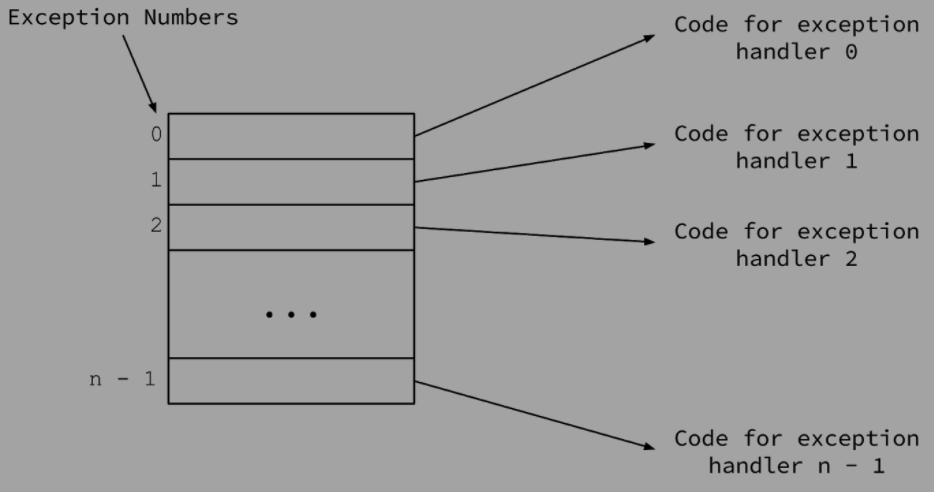 Exception Numbers
Code for exception
handler 0
0
Code for exception
handler 1
1
2
Code for exception
handler 2
...
n - 1
Code for exception
handler n - 1